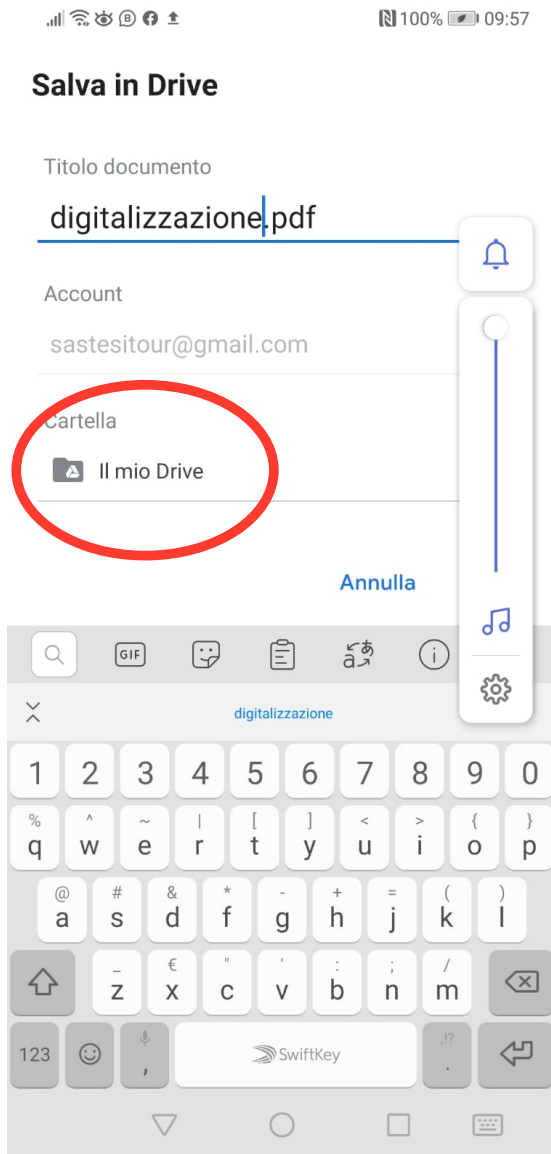 100% 09:57
Salva in Drive
Titolo documento
digitalizzazione.pdf
Account
sastesitour@gmail.com
Cartella
Il mio Drive
Annulla
GIF
digitalizzazione
1 2 3 4 5 6 7 8 9 0
% ^ ~ | [ ] < > { }
q w e r t y u i o p
@ # & * - + = ( )
a s d f g h j k l
_ € " ' : ; /
z x c v b n m
123 , SwiftKey ,!? .